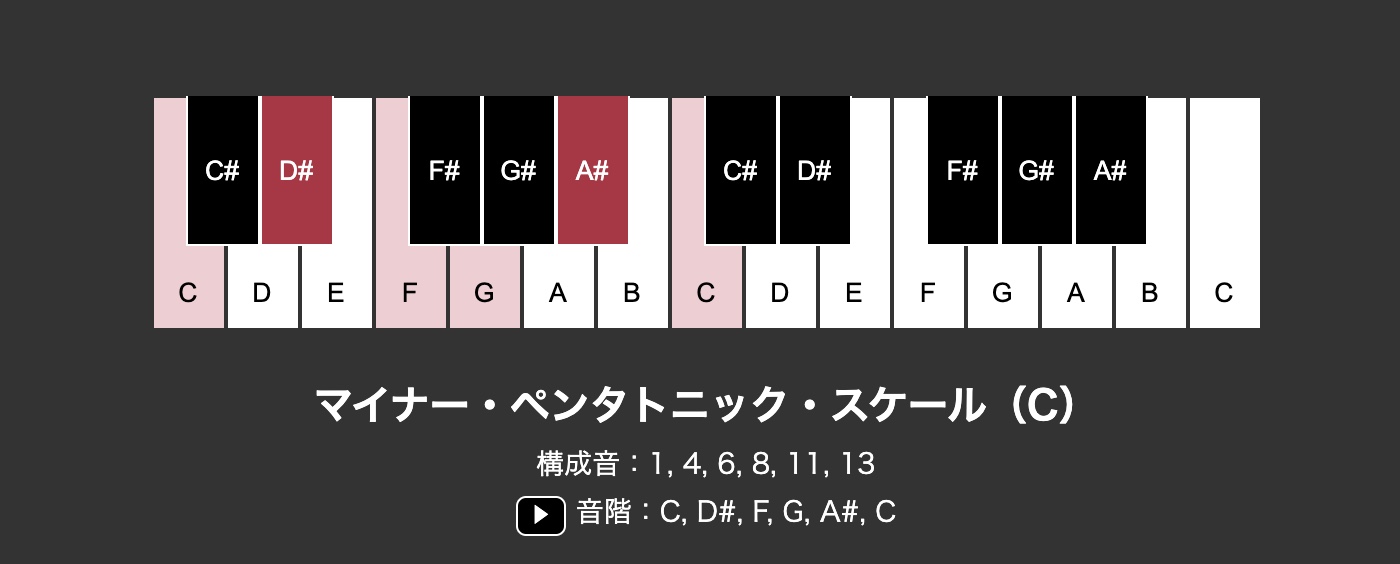 C# D# F# G# A# C# D# F# G# A#
C D E F G A B C D E F G A B C
マイナー・ペンタトニック・スケール（C）
構成音：1, 4, 6, 8, 11, 13
音階：C, D#, F, G, A#, C